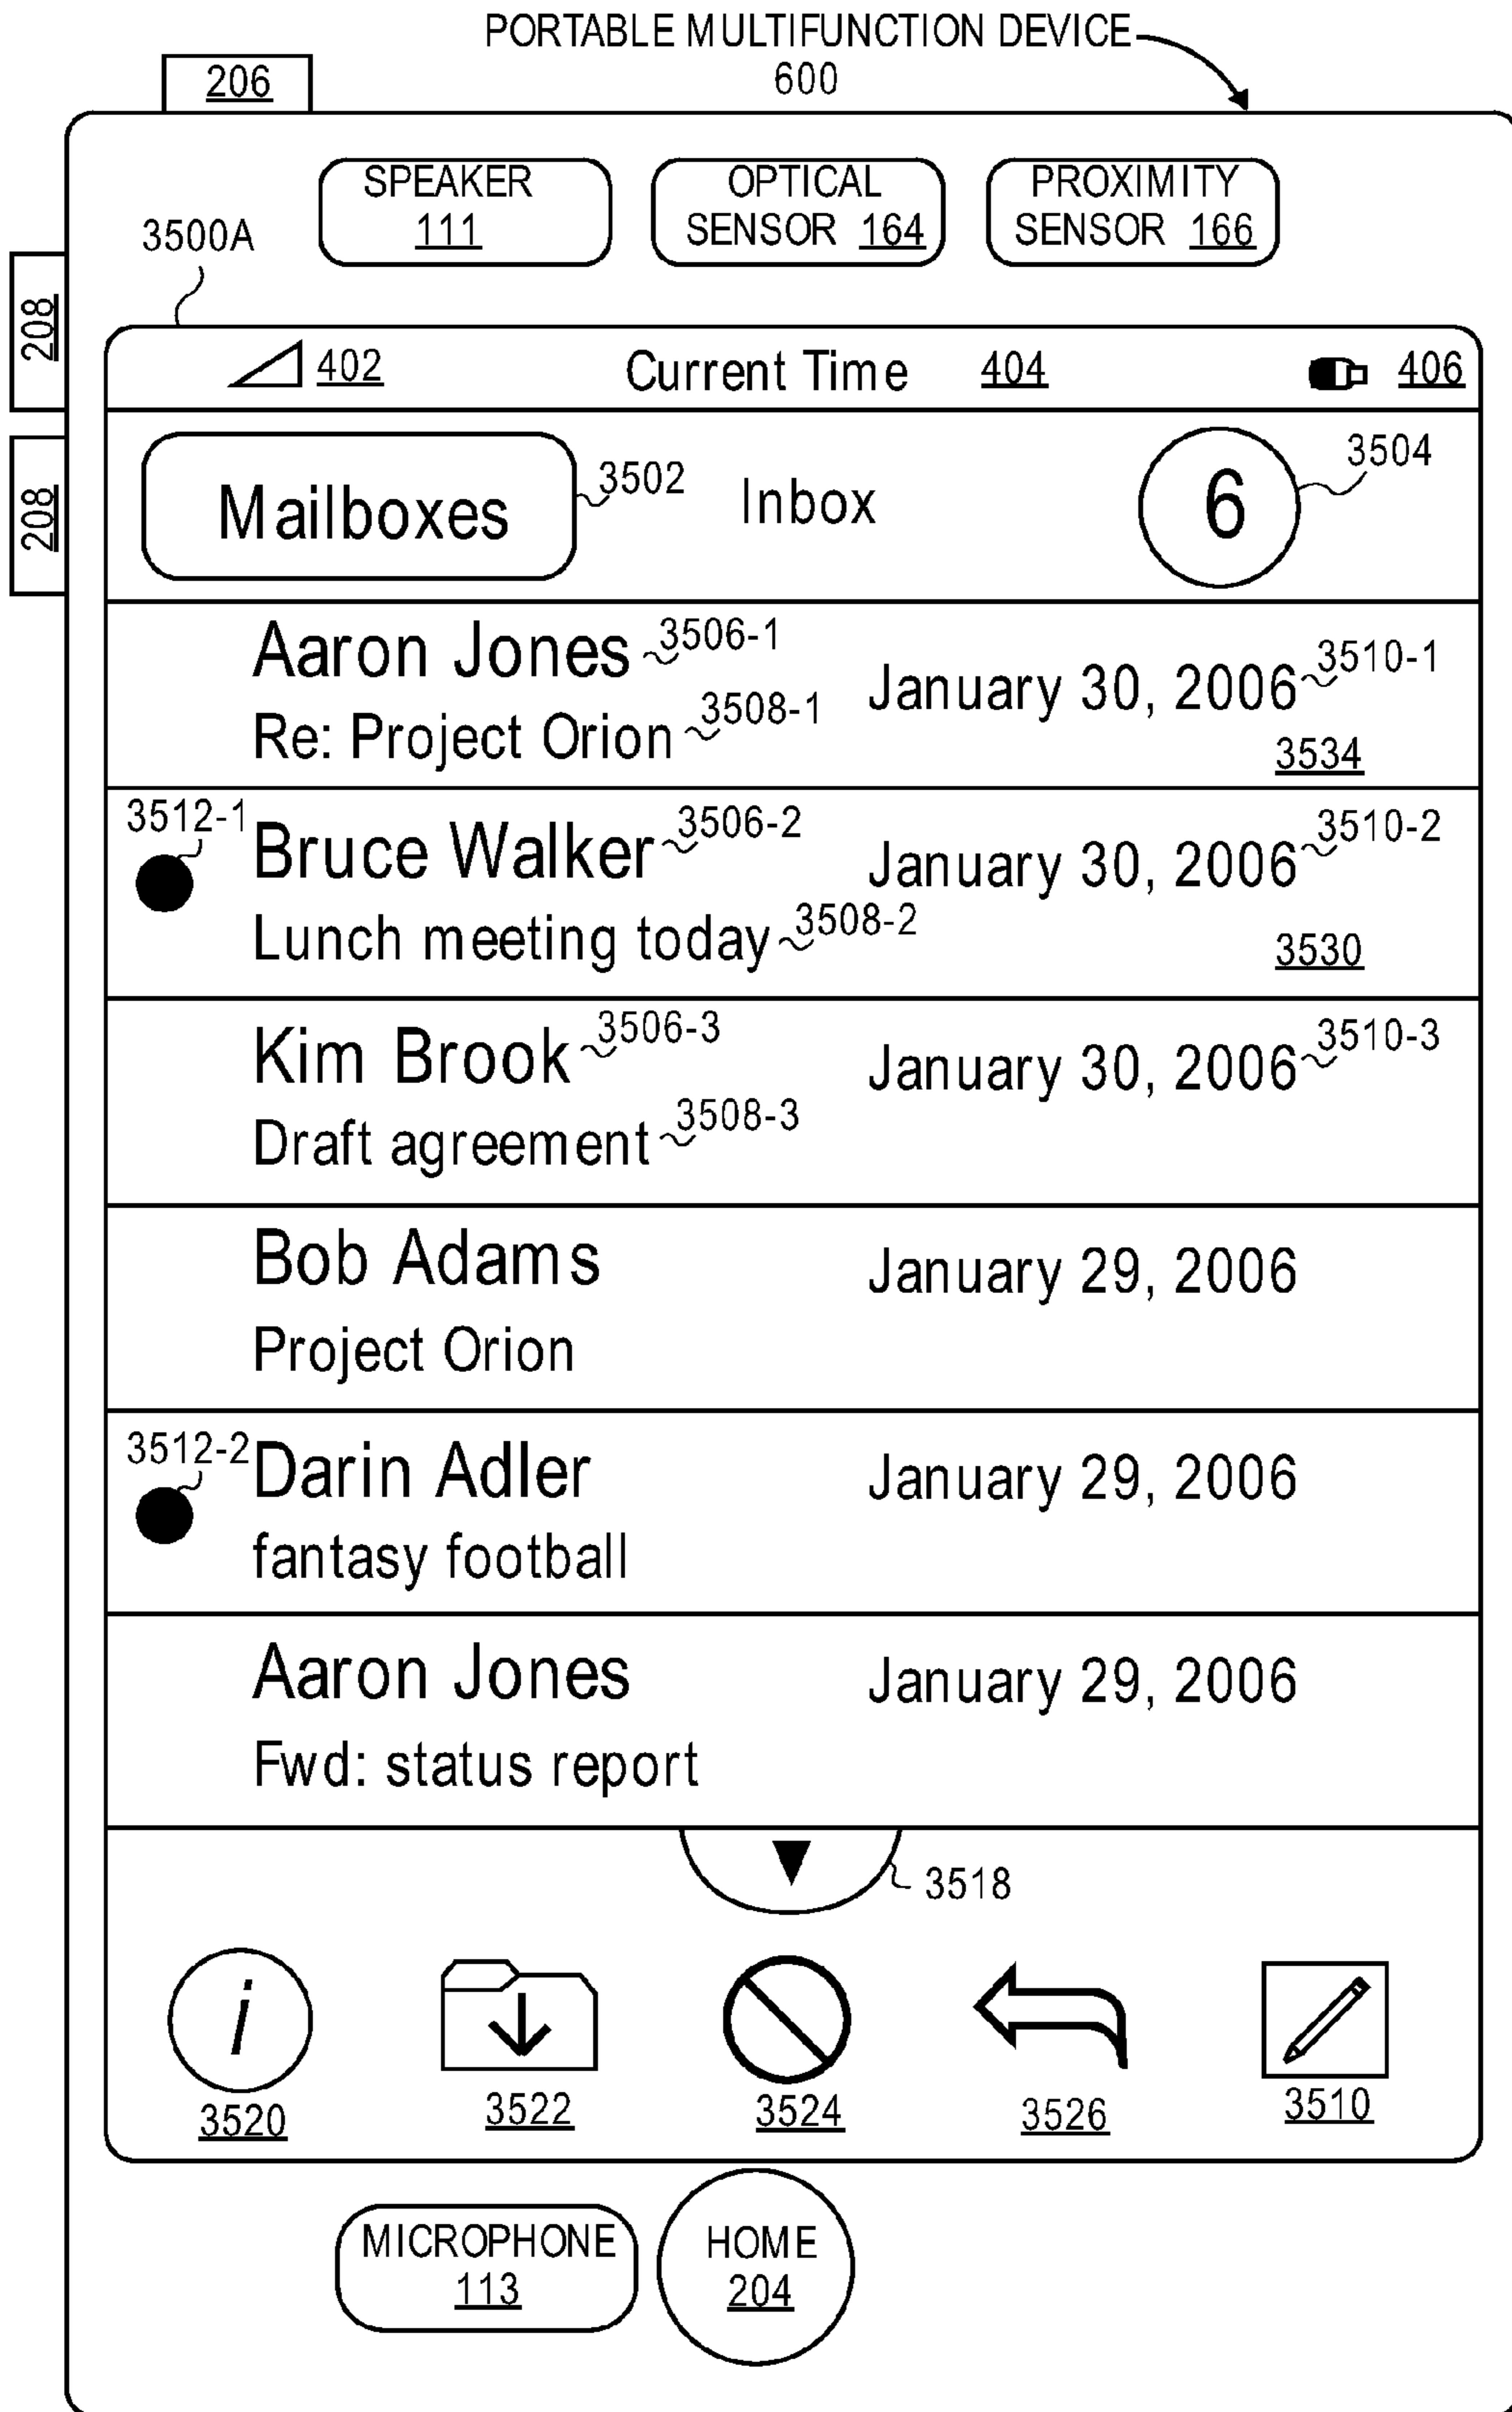 PORTABLE MULTIFUNCTION DEVICE
600
206
SPEAKER
111
OPTICAL
SENSOR 164
PROXIMITY
SENSOR 166
3500A
208
208
402
Current Time 404
406
Mailboxes
3502
Inbox
6
3504
Aaron Jones 3506-1
January 30, 2006 3510-1
Re: Project Orion 3508-1
3534
3512-1
Bruce Walker 3506-2
January 30, 2006 3510-2
Lunch meeting today 3508-2
3530
Kim Brook 3506-3
January 30, 2006 3510-3
Draft agreement 3508-3
Bob Adams
January 29, 2006
Project Orion
3512-2
Darin Adler
January 29, 2006
fantasy football
Aaron Jones
January 29, 2006
Fwd: status report
3518
i
3520
3522
3524
3526
3510
MICROPHONE
113
HOME
204